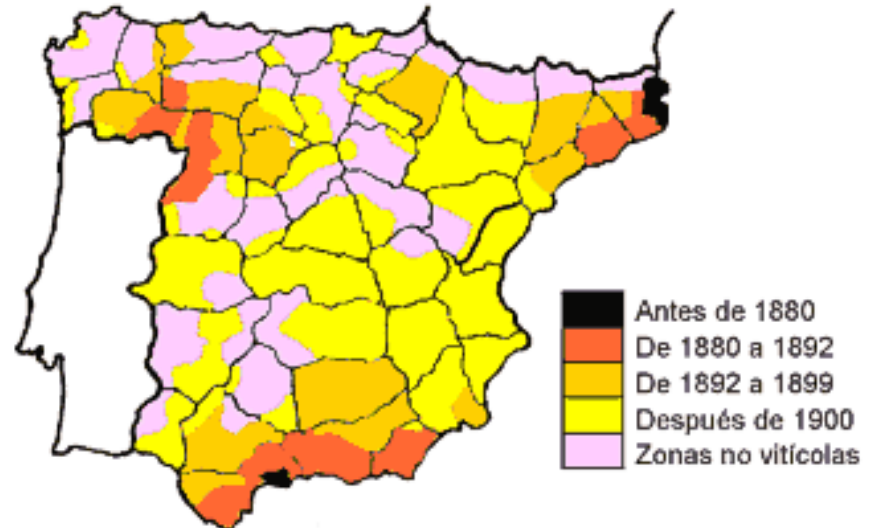 Antes de 1880
De 1880 a 1892
De 1892 a 1899
Después de 1900
Zonas no vitícolas